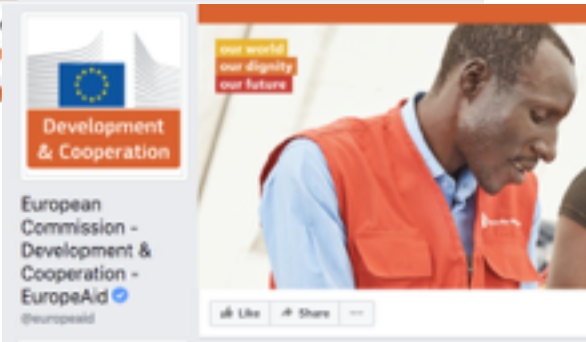 Development
& Cooperation
European
Commission -
Development &
Cooperation -
EuropeAid
@europeaid
our world
our dignity
our future
Like
Share